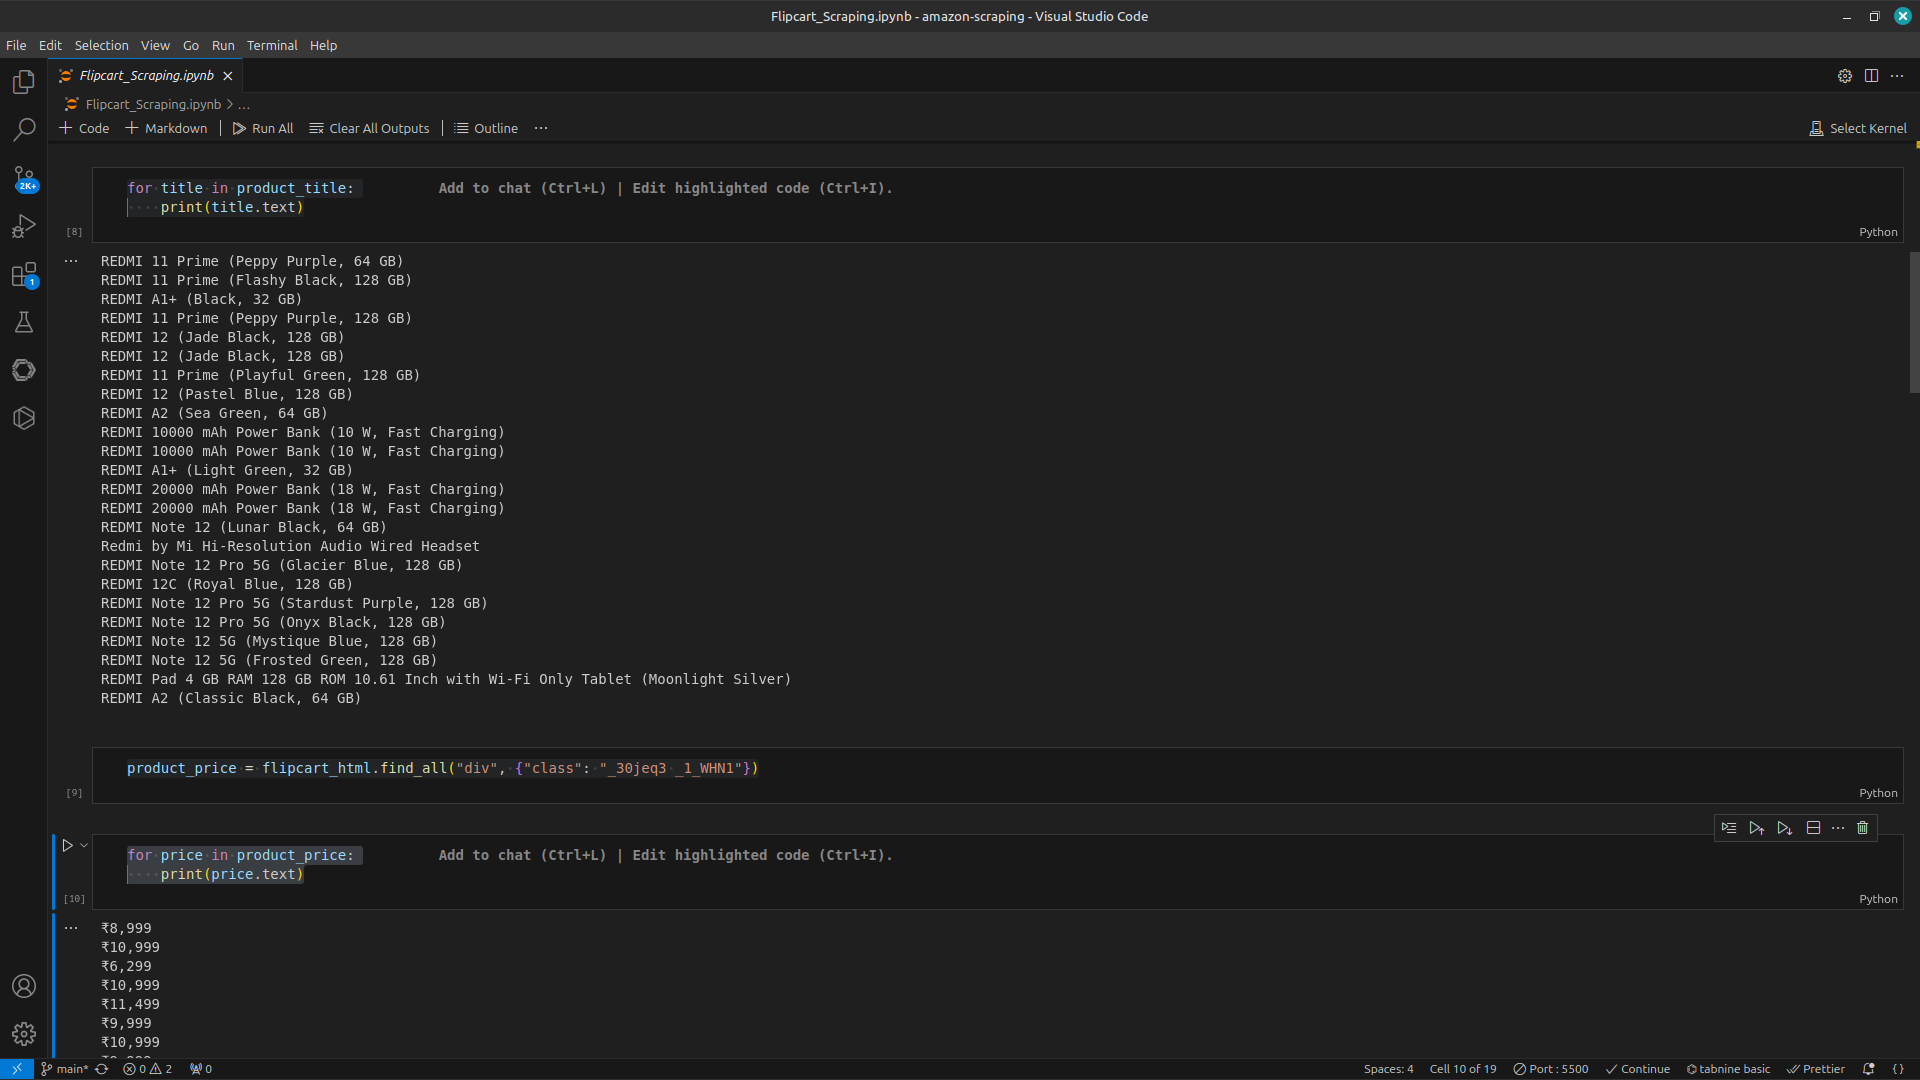 Flipcart_Scraping.ipynb - amazon-scraping - Visual Studio Code
File Edit Selection View Go Run Terminal Help
Flipcart_Scraping.ipynb
Flipcart_Scraping.ipynb > ...
Code Markdown Run All Clear All Outputs Outline ... Select Kernel
for title in product_title: Add to chat (Ctrl+L) | Edit highlighted code (Ctrl+I).
print(title.text)
[8] Python
REDMI 11 Prime (Peppy Purple, 64 GB)
REDMI 11 Prime (Flashy Black, 128 GB)
REDMI A1+ (Black, 32 GB)
REDMI 11 Prime (Peppy Purple, 128 GB)
REDMI 12 (Jade Black, 128 GB)
REDMI 12 (Jade Black, 128 GB)
REDMI 11 Prime (Playful Green, 128 GB)
REDMI 12 (Pastel Blue, 128 GB)
REDMI A2 (Sea Green, 64 GB)
REDMI 10000 mAh Power Bank (10 W, Fast Charging)
REDMI 10000 mAh Power Bank (10 W, Fast Charging)
REDMI A1+ (Light Green, 32 GB)
REDMI 20000 mAh Power Bank (18 W, Fast Charging)
REDMI 20000 mAh Power Bank (18 W, Fast Charging)
REDMI Note 12 (Lunar Black, 64 GB)
Redmi by Mi Hi-Resolution Audio Wired Headset
REDMI Note 12 Pro 5G (Glacier Blue, 128 GB)
REDMI 12C (Royal Blue, 128 GB)
REDMI Note 12 Pro 5G (Stardust Purple, 128 GB)
REDMI Note 12 Pro 5G (Onyx Black, 128 GB)
REDMI Note 12 5G (Mystique Blue, 128 GB)
REDMI Note 12 5G (Frosted Green, 128 GB)
REDMI Pad 4 GB RAM 128 GB ROM 10.61 Inch with Wi-Fi Only Tablet (Moonlight Silver)
REDMI A2 (Classic Black, 64 GB)
product_price = flipcart_html.find_all("div", {"class": "_30jeq3 _1_WHN1"})
[9] Python
for price in product_price: Add to chat (Ctrl+L) | Edit highlighted code (Ctrl+I).
print(price.text)
[10] Python
₹8,999
₹10,999
₹6,299
₹10,999
₹11,499
₹9,999
₹10,999
2K+
1
main* 0 2 0 Spaces: 4 Cell 10 of 19 Port : 5500 Continue tabnine basic Prettier { }